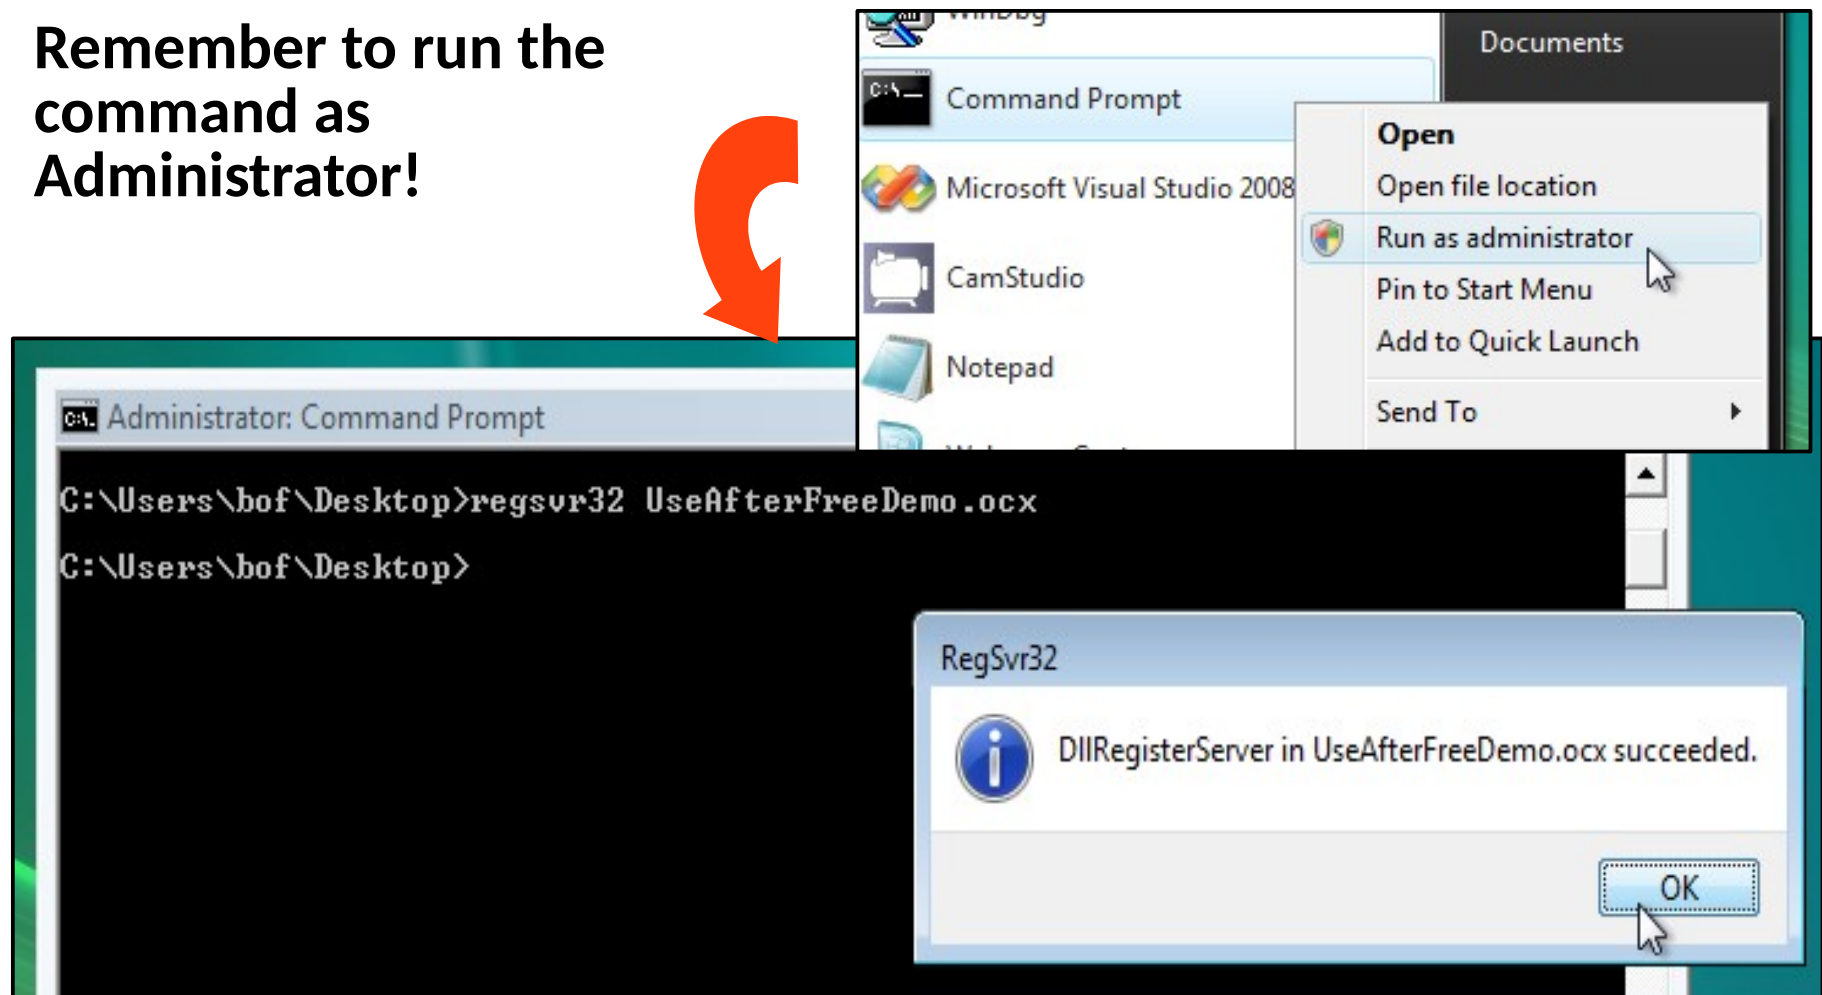 Remember to run the
command as
Administrator!
WinDbg
Documents
Command Prompt
Open
Microsoft Visual Studio 2008
Open file location
Run as administrator
CamStudio
Pin to Start Menu
Add to Quick Launch
Notepad
Send To
Administrator: Command Prompt
C:\Users\bof\Desktop>regsvr32 UseAfterFreeDemo.ocx
C:\Users\bof\Desktop>
RegSvr32
DllRegisterServer in UseAfterFreeDemo.ocx succeeded.
OK